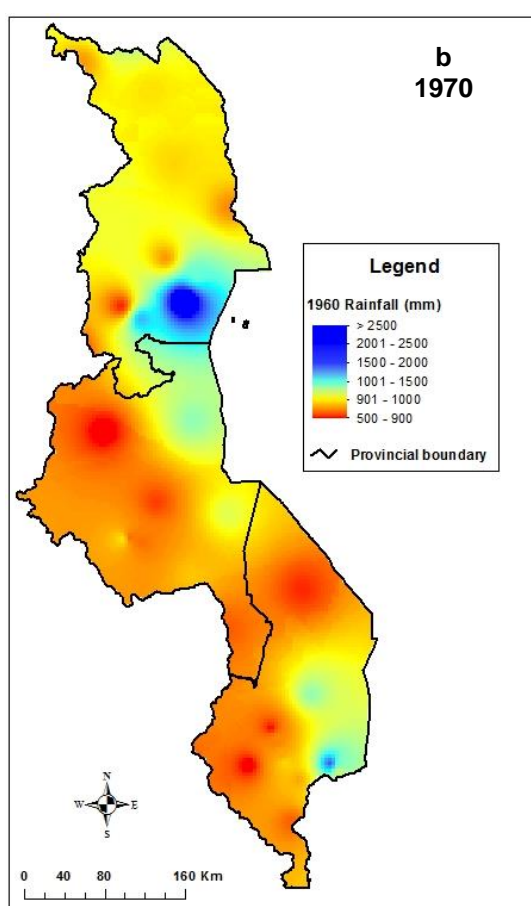 b
1970
Legend
1960 Rainfall (mm)
> 2500
2001 - 2500
1500 - 2000
1001 - 1500
901 - 1000
500 - 900
Provincial boundary
N
W E
S
0 40 80 160 Km